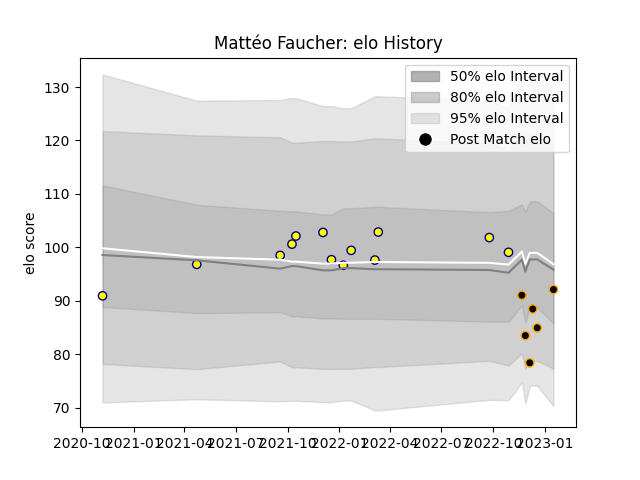 Mattéo Faucher: elo History
50% elo Interval
80% elo Interval
95% elo Interval
Post Match elo
elo score
130
120
110
100
90
80
70
2020-10 2021-01 2021-04 2021-07 2021-10 2022-01 2022-04 2022-07 2022-10 2023-01